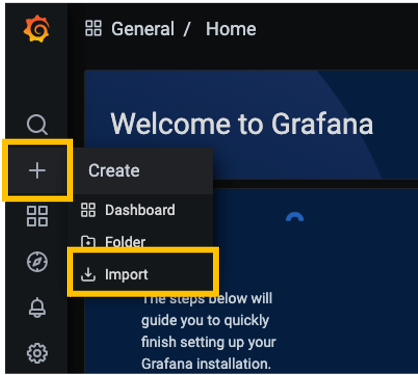 General / Home
Welcome to Grafana
Create
Dashboard
Folder
Import
The steps below will
guide you to quickly
finish setting up your
Grafana installation.